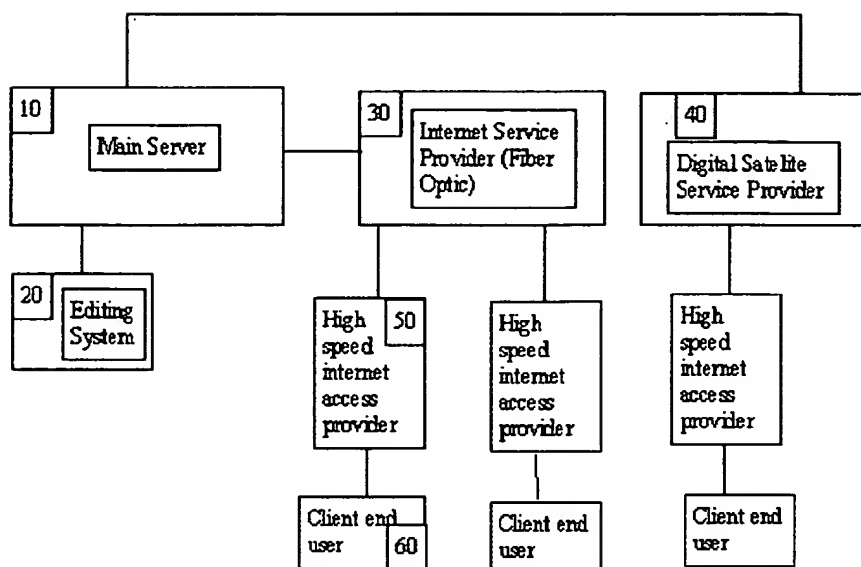 10
Main Server
30
Internet Service
Provider (Fiber
Optic)
40
Digital Satelite
Service Provider
20
Editing
System
High
speed
internet
access
provider
50
High
speed
internet
access
provider
High
speed
internet
access
provider
Client end
user
60
Client end
user
Client end
user